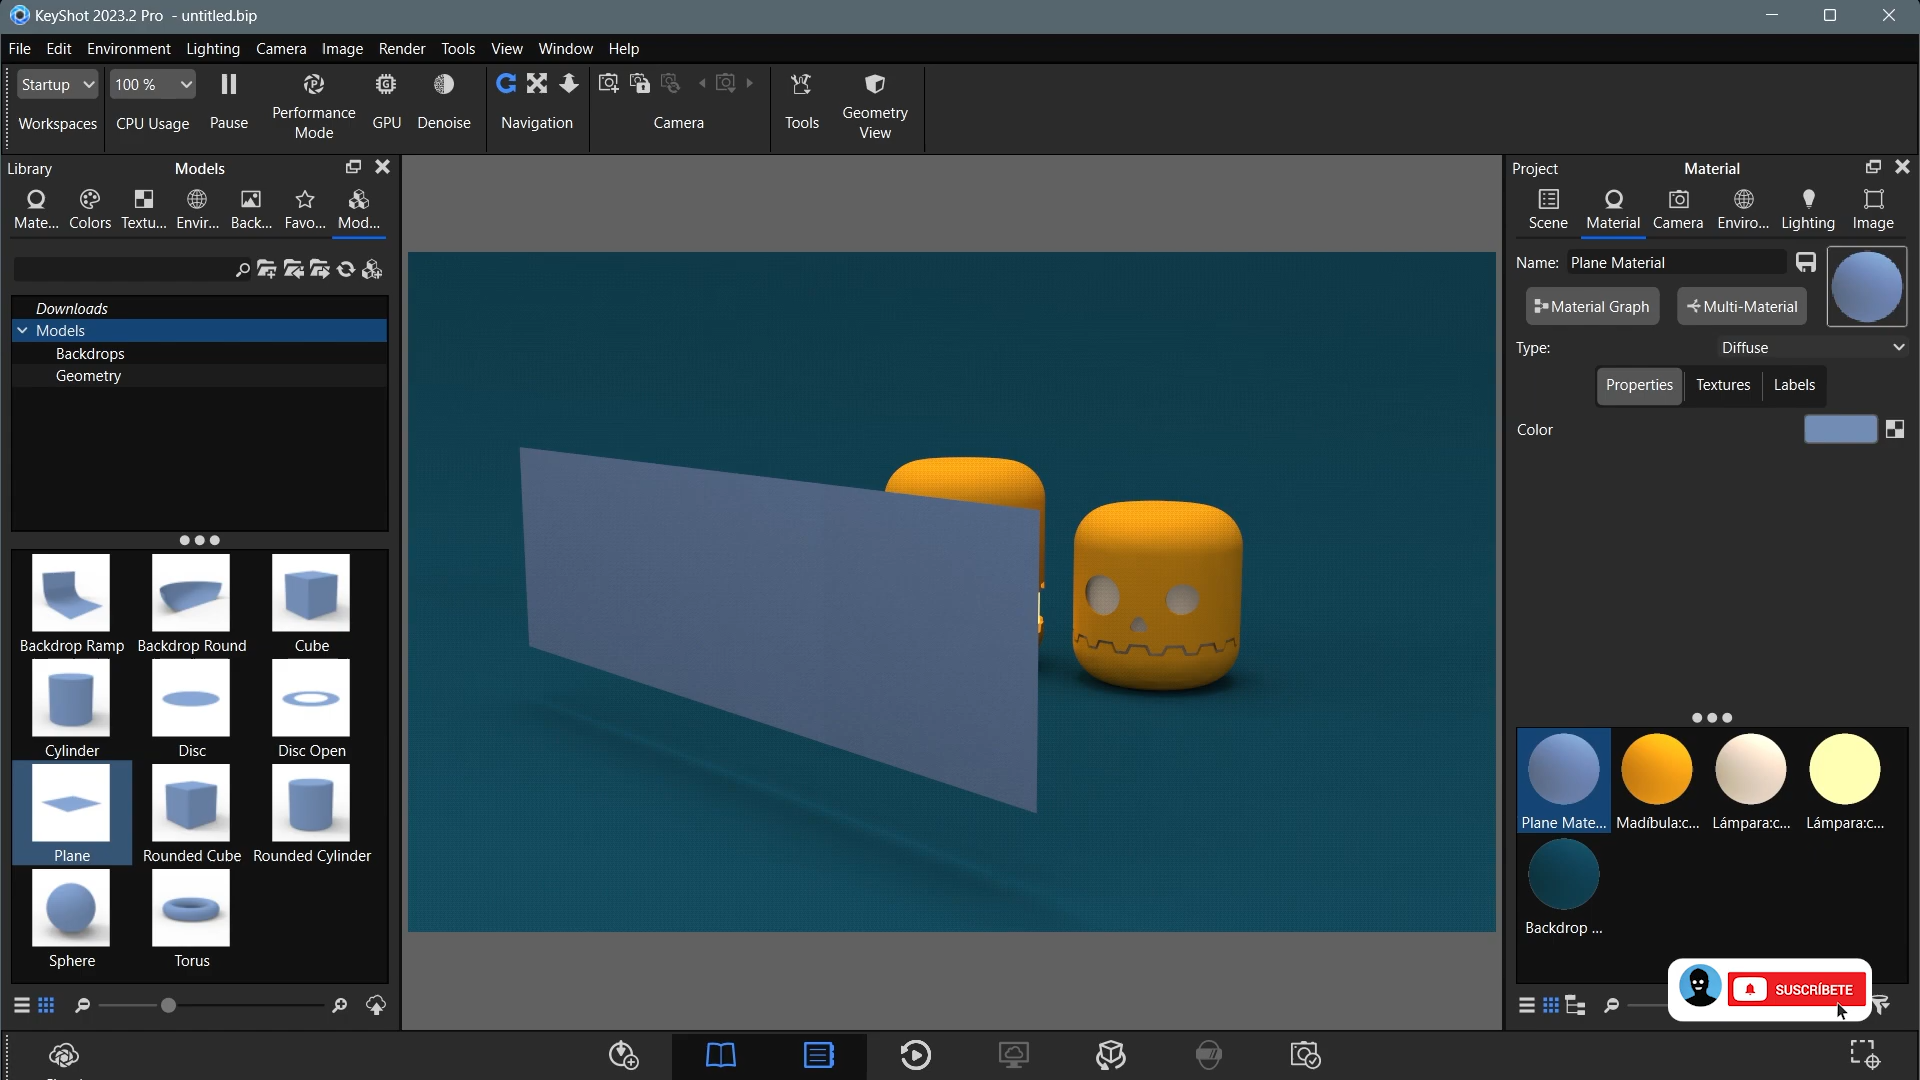 KeyShot 2023.2 Pro - untitled.bip
File Edit Environment Lighting Camera Image Render Tools View Window Help
Startup
Workspaces
100 %
CPU Usage
Pause
Performance
Mode
GPU
Denoise
Navigation
Camera
Tools
Geometry
View
Library
Models
Mate... Colors Textu... Envir... Back... Favo... Mod...
Downloads
Models
Backdrops
Geometry
Backdrop Ramp Backdrop Round Cube
Cylinder Disc Disc Open
Plane Rounded Cube Rounded Cylinder
Sphere Torus
Project
Material
Scene Material Camera Enviro... Lighting Image
Name: Plane Material
Material Graph Multi-Material
Type: Diffuse
Properties Textures Labels
Color
Plane Mate... Madíbula:c... Lámpara:c... Lámpara:c...
Backdrop ...
SUSCRÍBETE